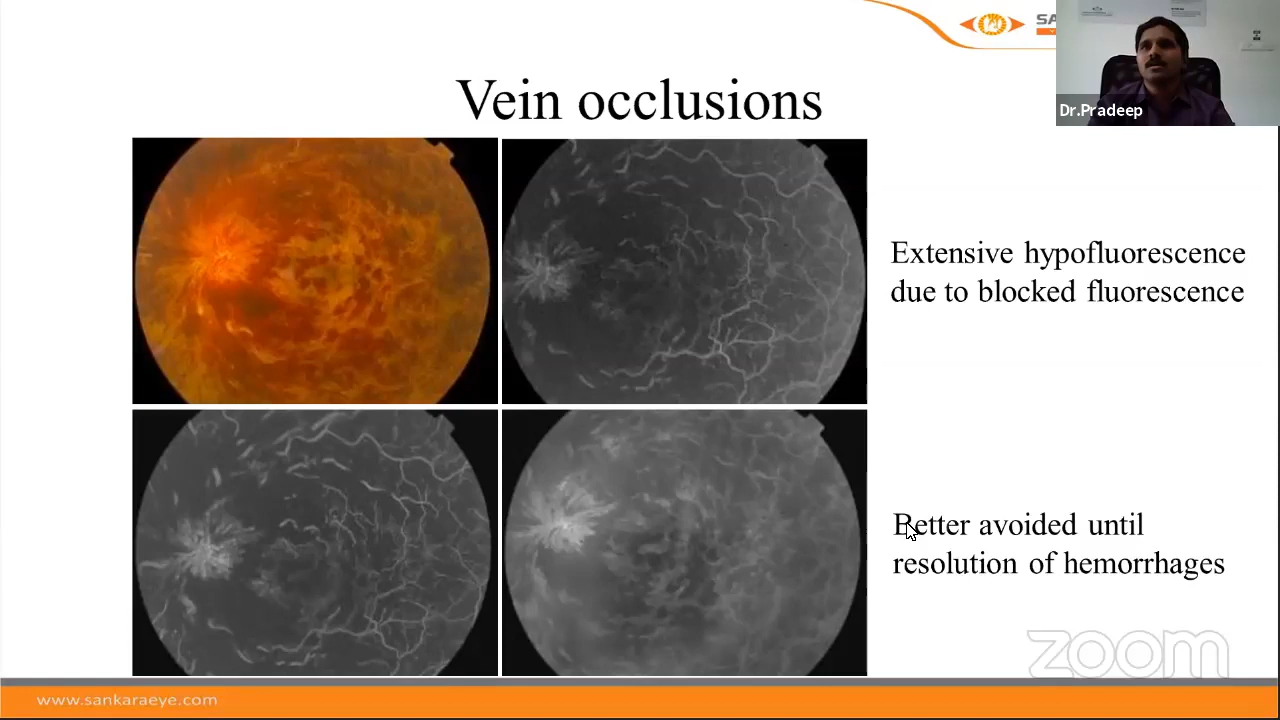 SA
Dr.Pradeep
Vein occlusions
Extensive hypofluorescence
due to blocked fluorescence
Better avoided until
resolution of hemorrhages
zoom
www.sankaraeye.com